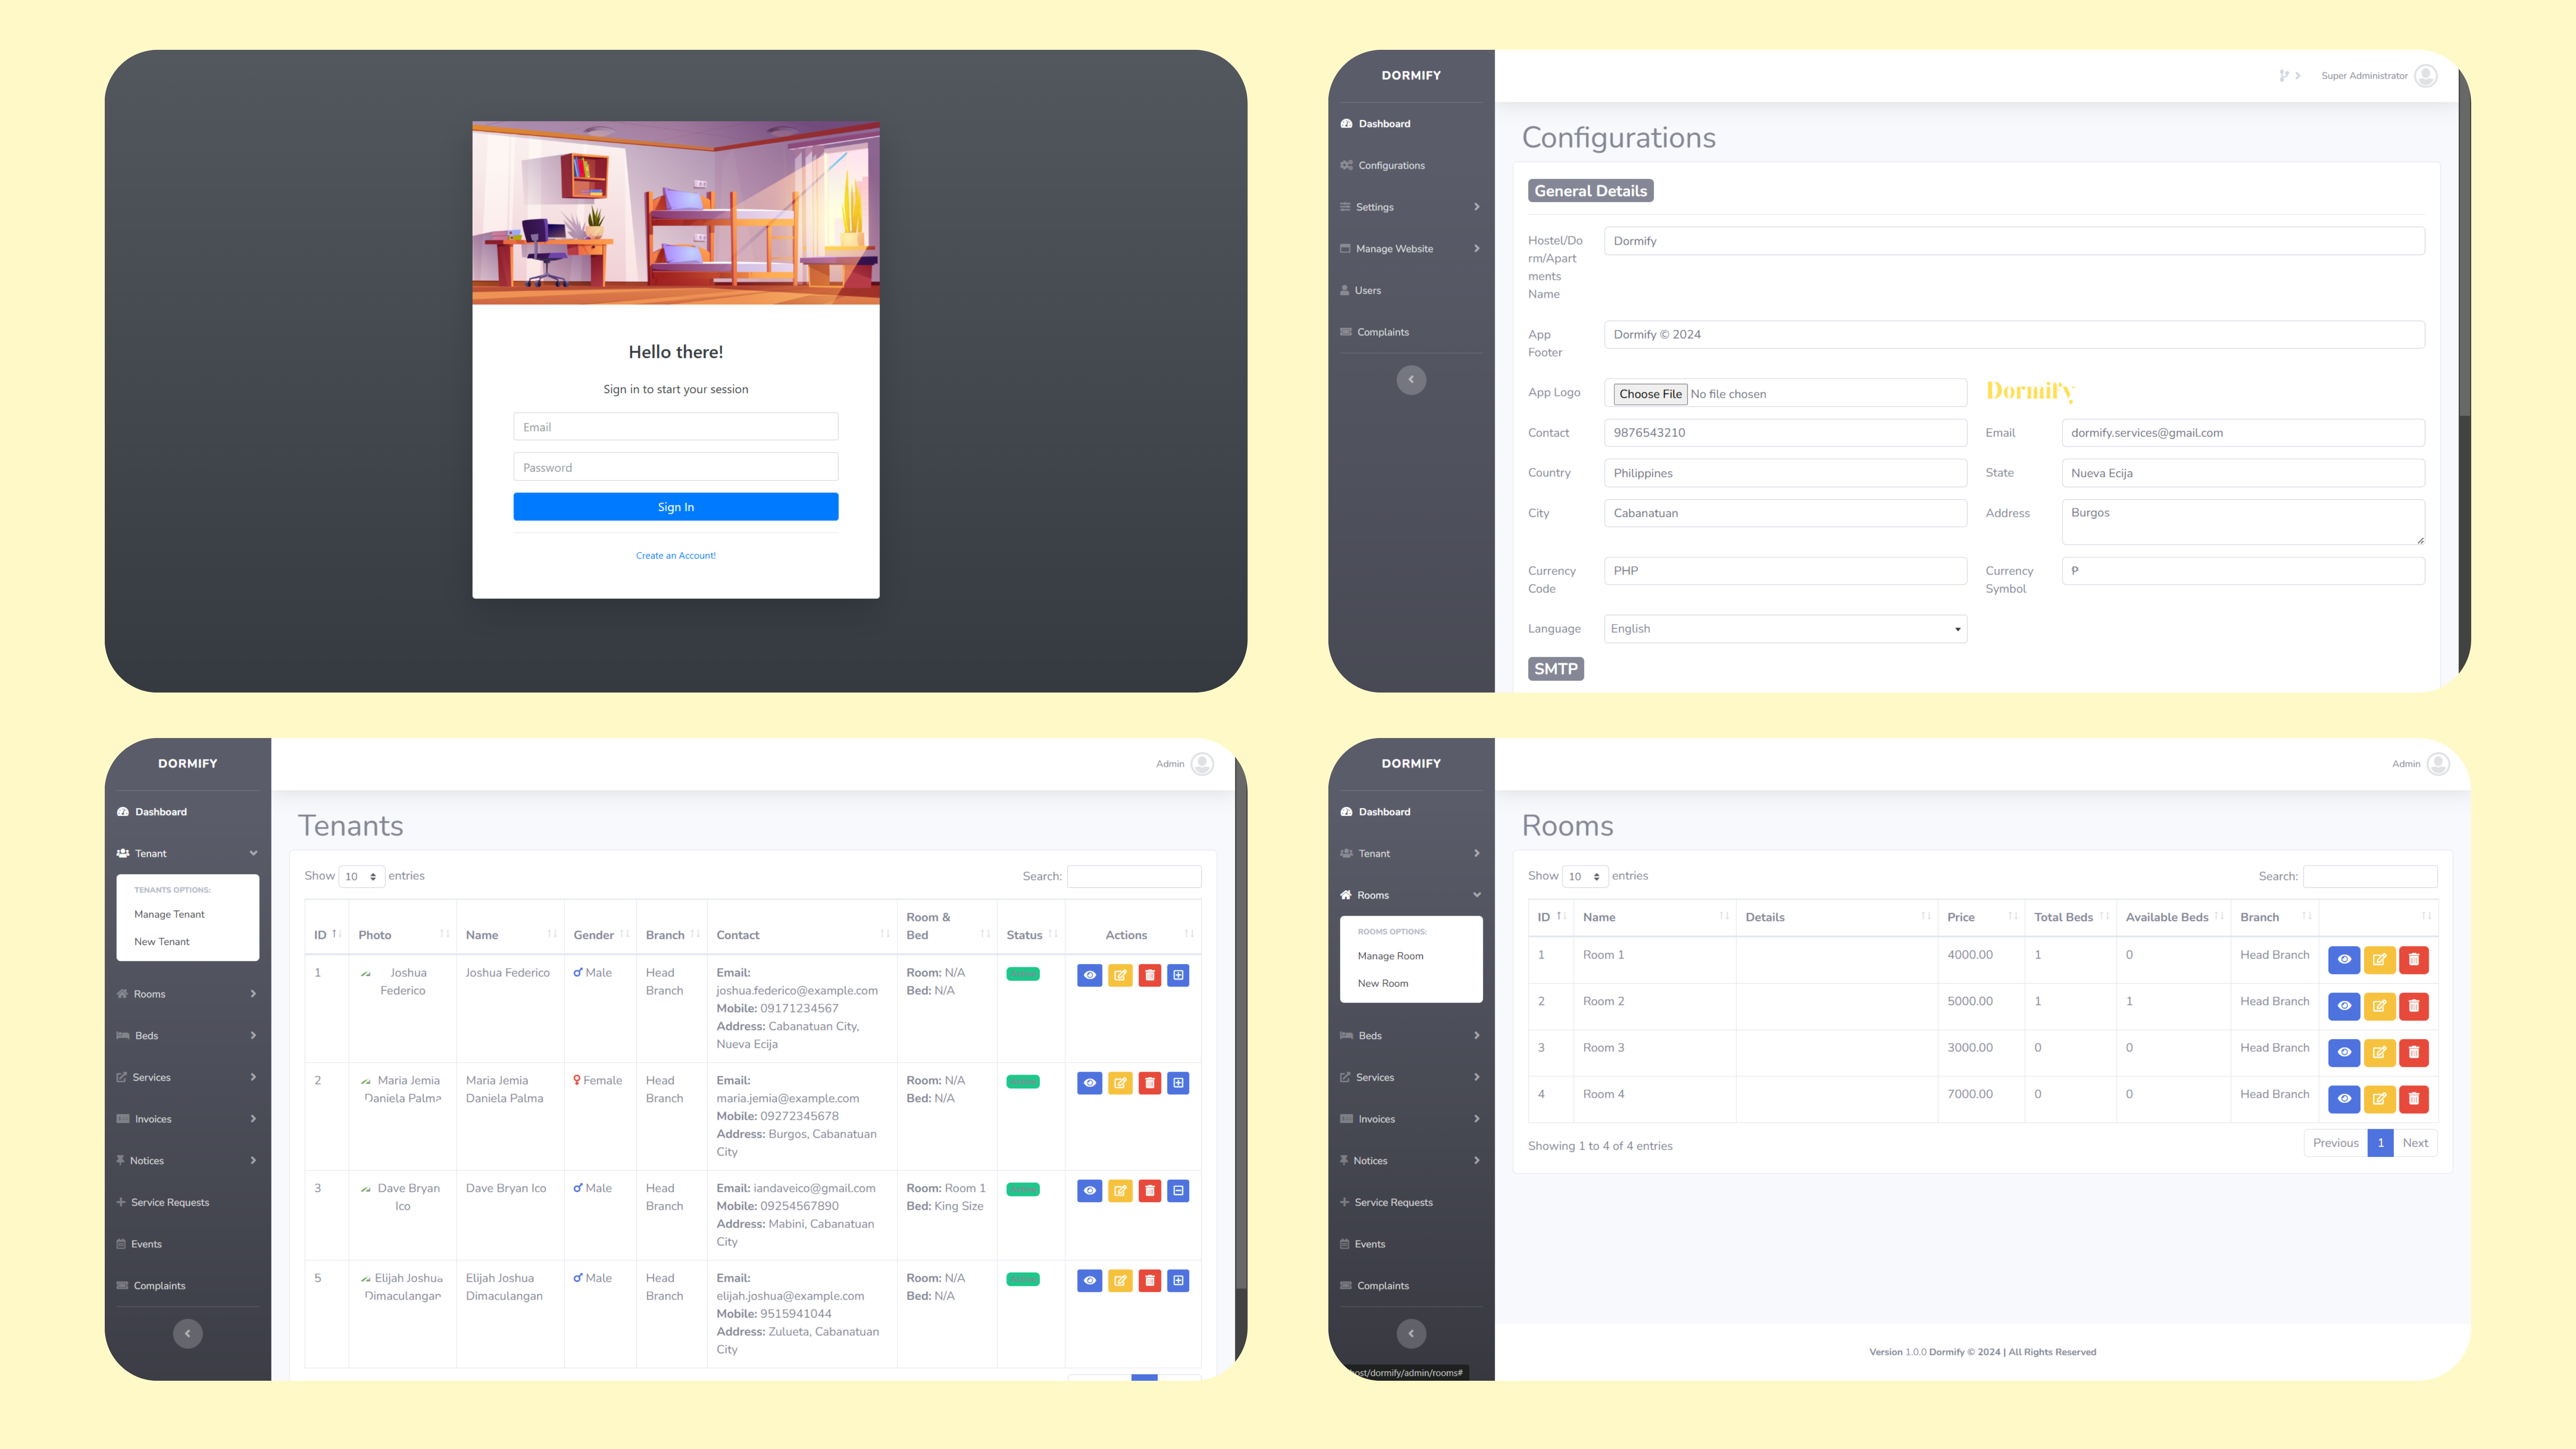 Hello there!
Sign in to start your session
Email
Password
Sign In
Create an Account!
DORMIFY
Dashboard
Configurations
Settings
Manage Website
Users
Complaints
Super Administrator
Configurations
General Details
Hostel/Do
rm/Apart
ments
Name
Dormify
App
Footer
Dormify © 2024
App Logo
Choose File No file chosen
Dormify
Contact
9876543210
Email
dormify.services@gmail.com
Country
Philippines
State
Nueva Ecija
City
Cabanatuan
Address
Burgos
Currency
Code
PHP
Currency
Symbol
₱
Language
English
SMTP
DORMIFY
Dashboard
Tenant
TENANTS OPTIONS:
Manage Tenant
New Tenant
Rooms
Beds
Services
Invoices
Notices
Service Requests
Events
Complaints
Admin
Tenants
Show 10 entries
Search:
ID Photo Name Gender Branch Contact Room &
Bed Status Actions
1
Joshua
Federico
Joshua Federico
Male
Head
Branch
Email:
joshua.federico@example.com
Mobile: 09171234567
Address: Cabanatuan City,
Nueva Ecija
Room: N/A
Bed: N/A
2
Maria Jemia
Daniela Palma
Maria Jemia
Daniela Palma
Female
Head
Branch
Email:
maria.jemia@example.com
Mobile: 09272345678
Address: Burgos, Cabanatuan
City
Room: N/A
Bed: N/A
3
Dave Bryan
Ico
Dave Bryan Ico
Male
Head
Branch
Email: iandaveico@gmail.com
Mobile: 09254567890
Address: Mabini, Cabanatuan
City
Room: Room 1
Bed: King Size
5
Elijah Joshua
Dimaculangan
Elijah Joshua
Dimaculangan
Male
Head
Branch
Email:
elijah.joshua@example.com
Mobile: 9515941044
Address: Zulueta, Cabanatuan
City
Room: N/A
Bed: N/A
DORMIFY
Dashboard
Tenant
Rooms
ROOMS OPTIONS:
Manage Room
New Room
Beds
Services
Invoices
Notices
Service Requests
Events
Complaints
ost/dormify/admin/rooms#
Admin
Rooms
Show 10 entries
Search:
ID Name Details Price Total Beds Available Beds Branch
1 Room 1 4000.00 1 0 Head Branch
2 Room 2 5000.00 1 1 Head Branch
3 Room 3 3000.00 0 0 Head Branch
4 Room 4 7000.00 0 0 Head Branch
Showing 1 to 4 of 4 entries
Previous 1 Next
Version 1.0.0 Dormify © 2024 | All Rights Reserved